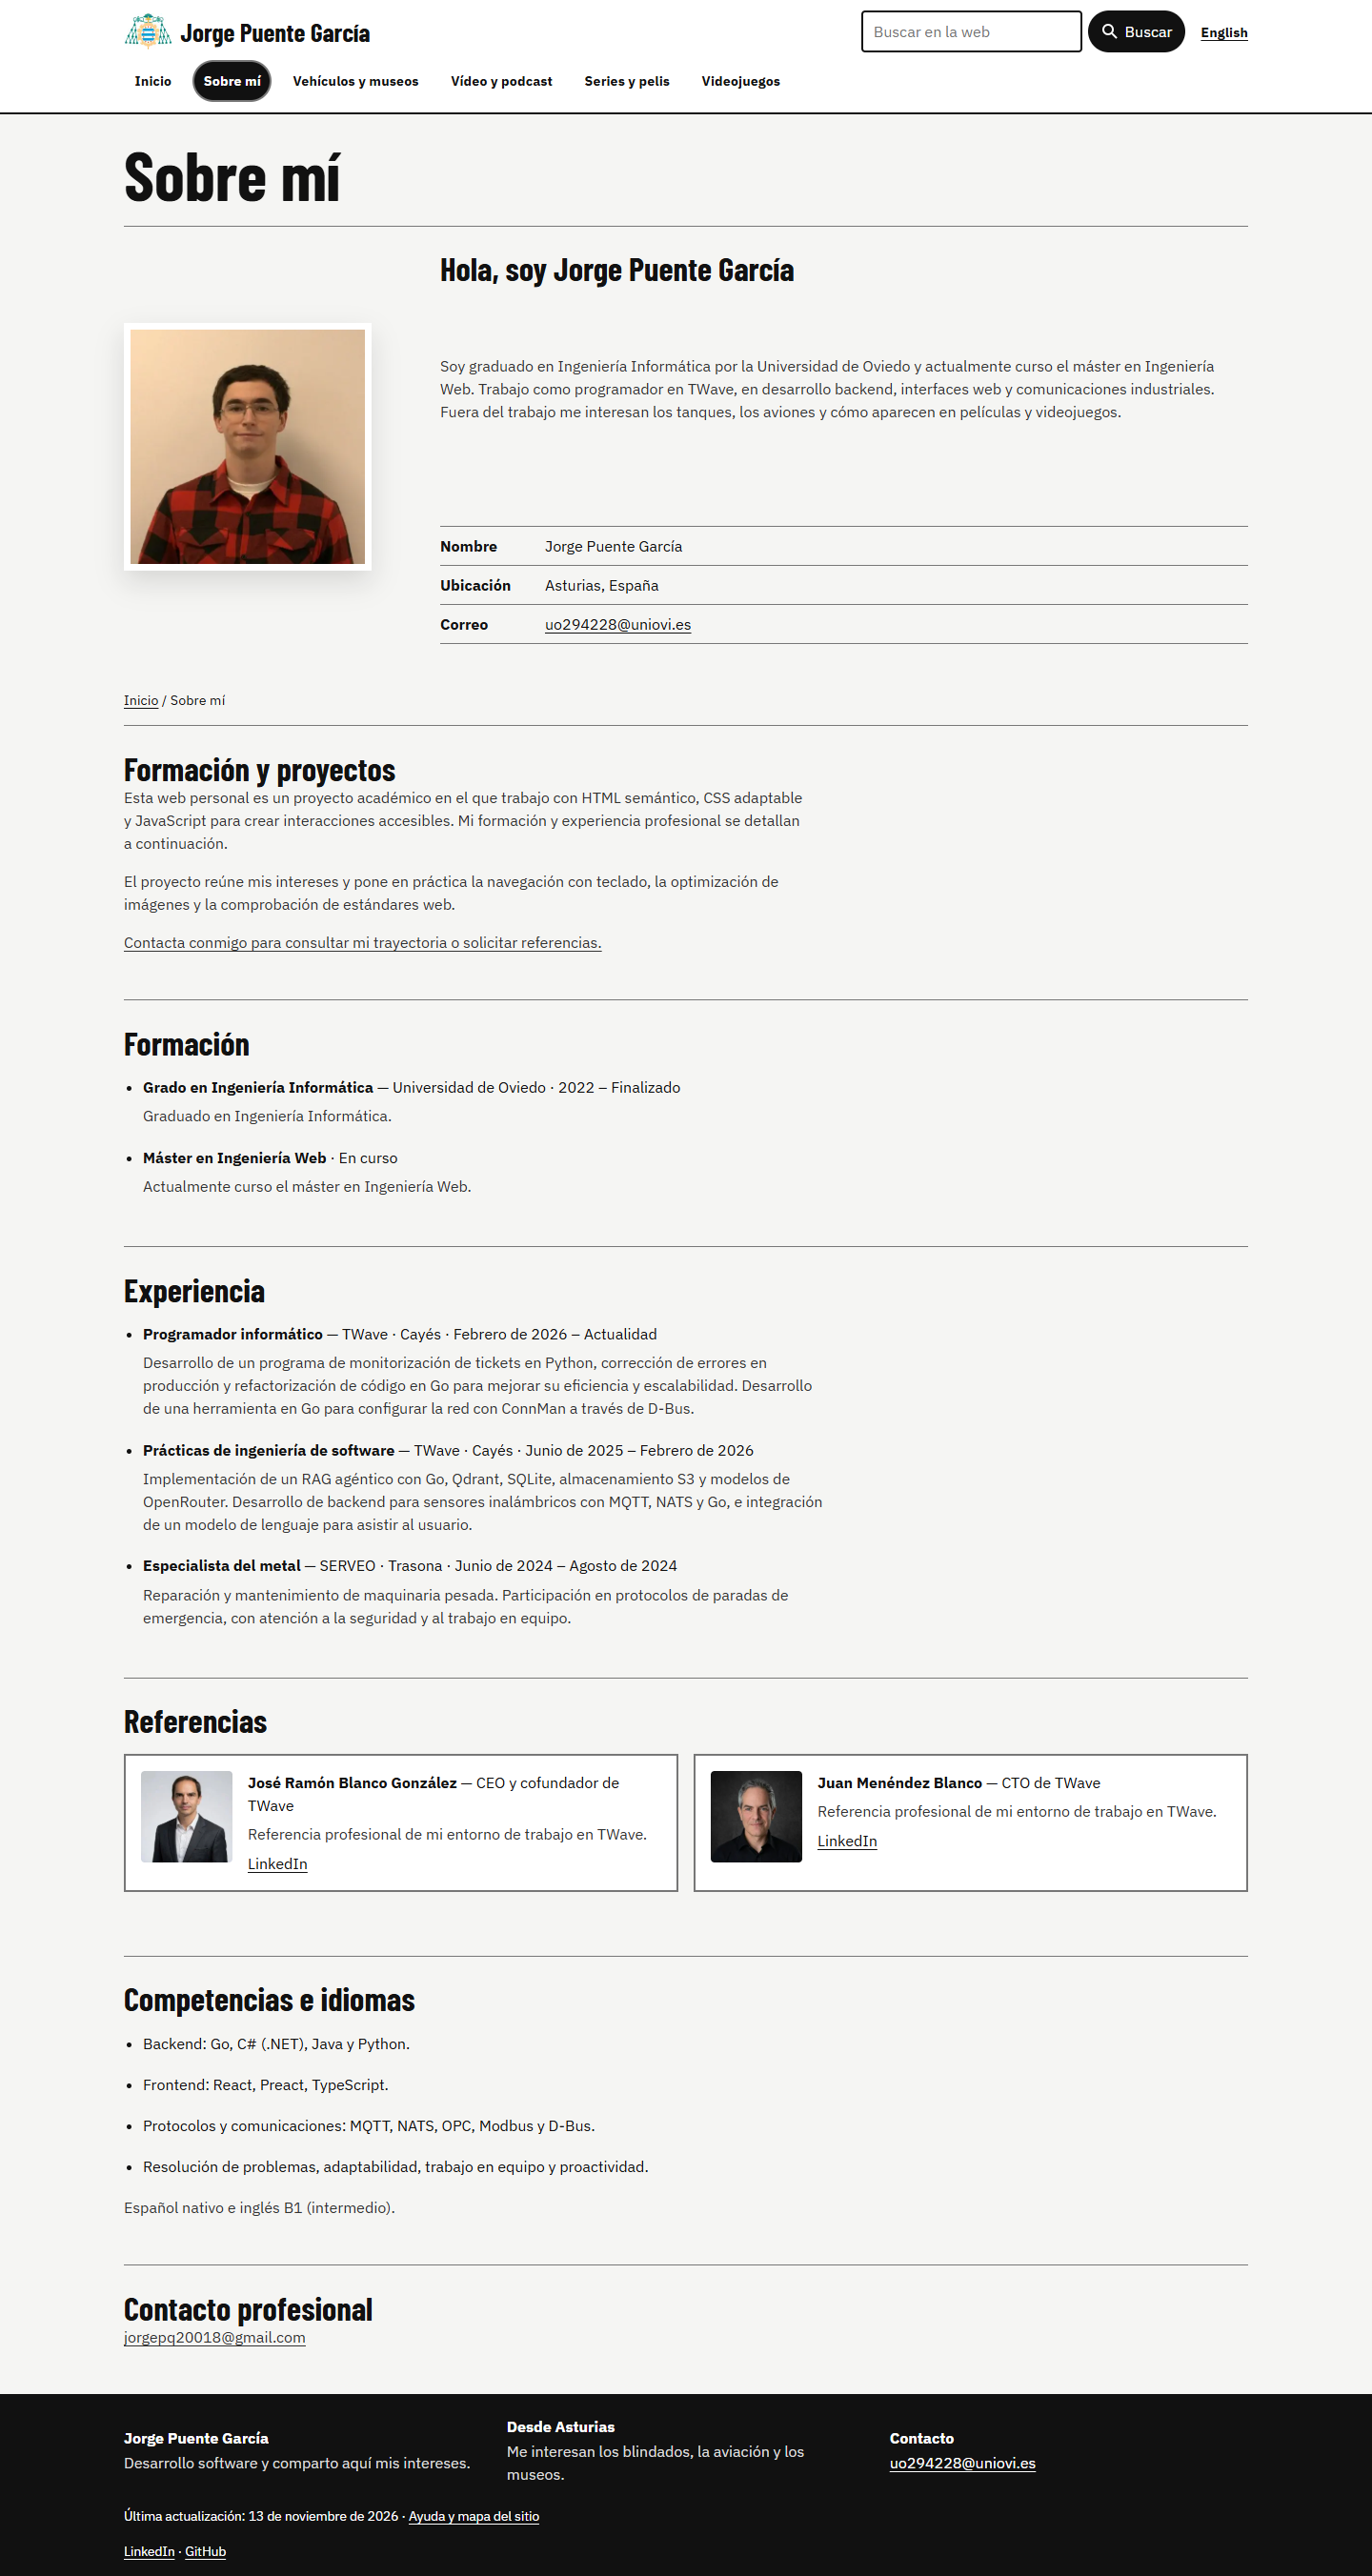 Jorge Puente García
Buscar en la web
Buscar
English
Inicio
Sobre mí
Vehículos y museos
Vídeo y podcast
Series y pelis
Videojuegos
Sobre mí
Hola, soy Jorge Puente García
Soy graduado en Ingeniería Informática por la Universidad de Oviedo y actualmente curso el máster en Ingeniería
Web. Trabajo como programador en TWave, en desarrollo backend, interfaces web y comunicaciones industriales.
Fuera del trabajo me interesan los tanques, los aviones y cómo aparecen en películas y videojuegos.
Nombre Jorge Puente García
Ubicación Asturias, España
Correo uo294228@uniovi.es
Inicio / Sobre mí
Formación y proyectos
Esta web personal es un proyecto académico en el que trabajo con HTML semántico, CSS adaptable
y JavaScript para crear interacciones accesibles. Mi formación y experiencia profesional se detallan
a continuación.
El proyecto reúne mis intereses y pone en práctica la navegación con teclado, la optimización de
imágenes y la comprobación de estándares web.
Contacta conmigo para consultar mi trayectoria o solicitar referencias.
Formación
• Grado en Ingeniería Informática — Universidad de Oviedo · 2022 – Finalizado
Graduado en Ingeniería Informática.
• Máster en Ingeniería Web · En curso
Actualmente curso el máster en Ingeniería Web.
Experiencia
• Programador informático — TWave · Cayés · Febrero de 2026 – Actualidad
Desarrollo de un programa de monitorización de tickets en Python, corrección de errores en
producción y refactorización de código en Go para mejorar su eficiencia y escalabilidad. Desarrollo
de una herramienta en Go para configurar la red con ConnMan a través de D-Bus.
• Prácticas de ingeniería de software — TWave · Cayés · Junio de 2025 – Febrero de 2026
Implementación de un RAG agéntico con Go, Qdrant, SQLite, almacenamiento S3 y modelos de
OpenRouter. Desarrollo de backend para sensores inalámbricos con MQTT, NATS y Go, e integración
de un modelo de lenguaje para asistir al usuario.
• Especialista del metal — SERVEO · Trasona · Junio de 2024 – Agosto de 2024
Reparación y mantenimiento de maquinaria pesada. Participación en protocolos de paradas de
emergencia, con atención a la seguridad y al trabajo en equipo.
Referencias
José Ramón Blanco González — CEO y cofundador de
TWave
Referencia profesional de mi entorno de trabajo en TWave.
LinkedIn
Juan Menéndez Blanco — CTO de TWave
Referencia profesional de mi entorno de trabajo en TWave.
LinkedIn
Competencias e idiomas
• Backend: Go, C# (.NET), Java y Python.
• Frontend: React, Preact, TypeScript.
• Protocolos y comunicaciones: MQTT, NATS, OPC, Modbus y D-Bus.
• Resolución de problemas, adaptabilidad, trabajo en equipo y proactividad.
Español nativo e inglés B1 (intermedio).
Contacto profesional
jorgepq20018@gmail.com
Jorge Puente García
Desarrollo software y comparto aquí mis intereses.
Desde Asturias
Me interesan los blindados, la aviación y los
museos.
Contacto
uo294228@uniovi.es
Última actualización: 13 de noviembre de 2026 · Ayuda y mapa del sitio
LinkedIn · GitHub